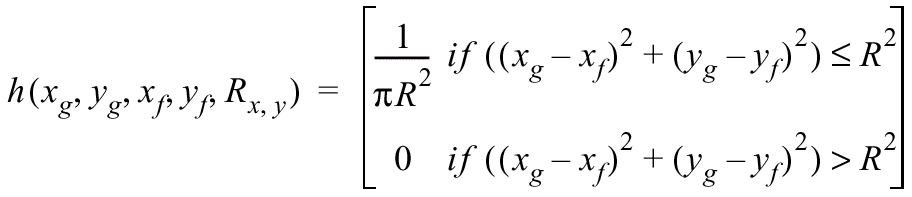 h(x_g, y_g, x_f, y_f, R_{x, y}) = [ 1/(πR^2) if ((x_g − x_f)^2 + (y_g − y_f)^2) ≤ R^2
0 if ((x_g − x_f)^2 + (y_g − y_f)^2) > R^2 ]